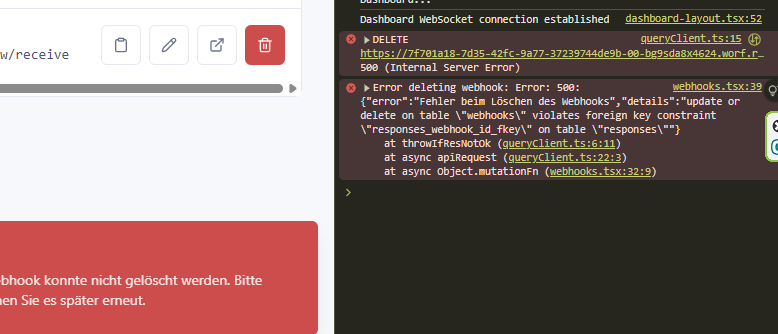 Dashboard...
Dashboard WebSocket connection established dashboard-layout.tsx:52
w/receive
DELETE queryClient.ts:15
https://7f701a18-7d35-42fc-9a77-37239744de9b-00-bg9sda8x4624.worf.r…
500 (Internal Server Error)
Error deleting webhook: Error: 500: webhooks.tsx:39
{"error":"Fehler beim Löschen des Webhooks","details":"update or
delete on table \"webhooks\" violates foreign key constraint
\"responses_webhook_id_fkey\" on table \"responses\""}
at throwIfResNotOk (queryClient.ts:6:11)
at async apiRequest (queryClient.ts:22:3)
at async Object.mutationFn (webhooks.tsx:32:9)
ebhook konnte nicht gelöscht werden. Bitte
hen Sie es später erneut.